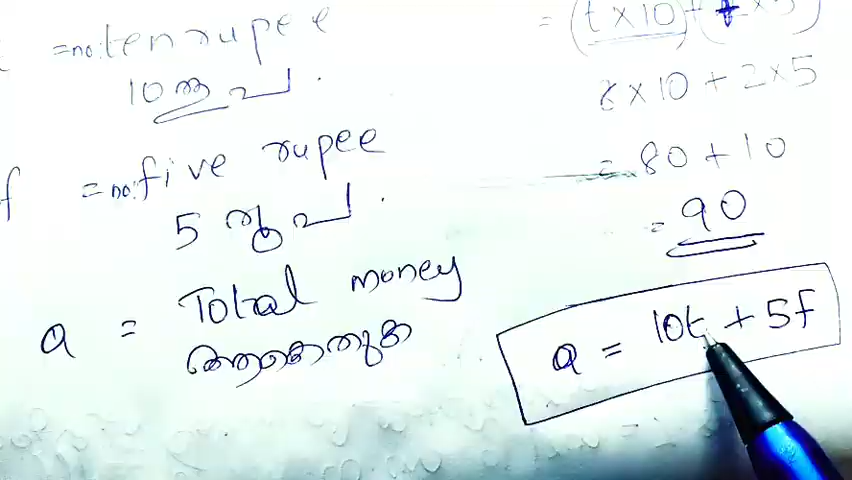 = no: ten rupee
10 രൂപ.
f = no: five rupee
5 രൂപ.
a = Total money
ആകെതുക
= (t × 10) + ( × 5)
8 × 10 + 2 × 5
= 80 + 10
= 90
a = 10t + 5f